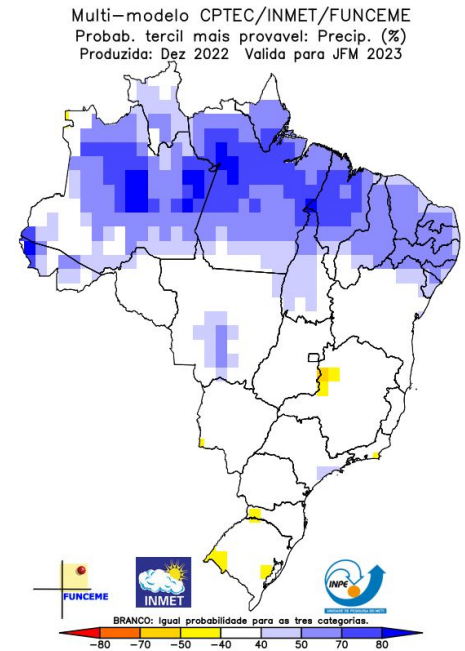 Multi-modelo CPTEC/INMET/FUNCEME
Probab. tercil mais provavel: Precip. (%)
Produzida: Dez 2022 Valida para JFM 2023
FUNCEME
INMET
INPE
BRANCO: Igual probabilidade para as tres categorias.
-80 -70 -50 -40 40 50 70 80